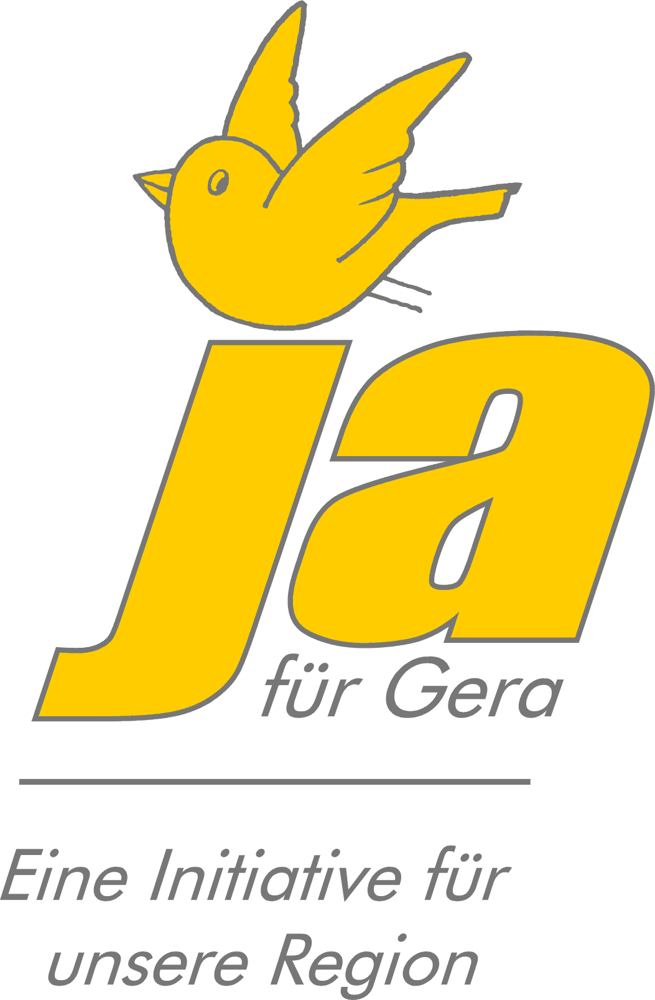 ja
für Gera
Eine Initiative für
unsere Region